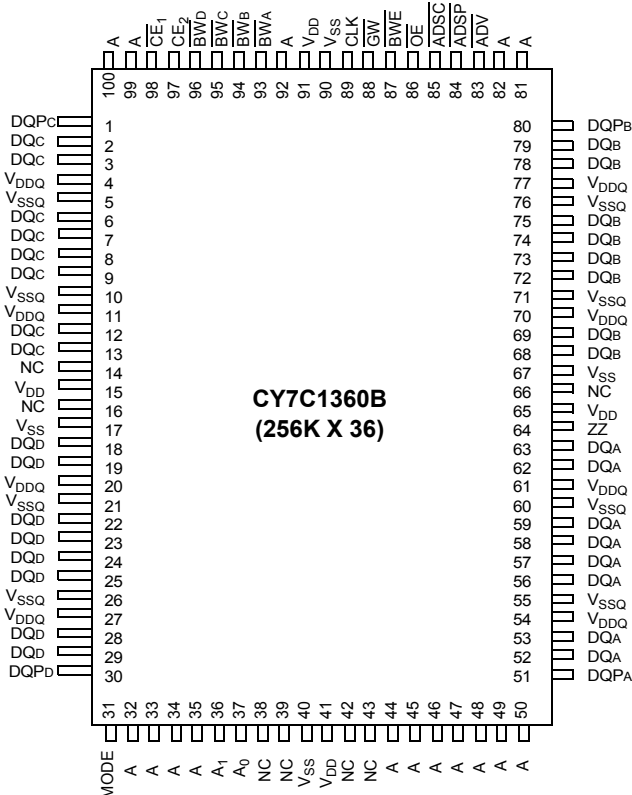 A A CE1 CE2 BWD BWC BWB BWA A VDD VSS CLK GW BWE OE ADSC ADSP ADV A A
100 99 98 97 96 95 94 93 92 91 90 89 88 87 86 85 84 83 82 81
DQPC 1 80 DQPB
DQC 2 79 DQB
DQC 3 78 DQB
VDDQ 4 77 VDDQ
VSSQ 5 76 VSSQ
DQC 6 75 DQB
DQC 7 74 DQB
DQC 8 73 DQB
DQC 9 72 DQB
VSSQ 10 71 VSSQ
VDDQ 11 70 VDDQ
DQC 12 69 DQB
DQC 13 68 DQB
NC 14 67 VSS
VDD 15 66 NC
NC 16 65 VDD
VSS 17 64 ZZ
DQD 18 63 DQA
DQD 19 62 DQA
VDDQ 20 61 VDDQ
VSSQ 21 60 VSSQ
DQD 22 59 DQA
DQD 23 58 DQA
DQD 24 57 DQA
DQD 25 56 DQA
VSSQ 26 55 VSSQ
VDDQ 27 54 VDDQ
DQD 28 53 DQA
DQD 29 52 DQA
DQPD 30 51 DQPA
CY7C1360B
(256K X 36)
31 32 33 34 35 36 37 38 39 40 41 42 43 44 45 46 47 48 49 50
MODE A A A A A1 A0 NC NC VSS VDD NC NC A A A A A A A